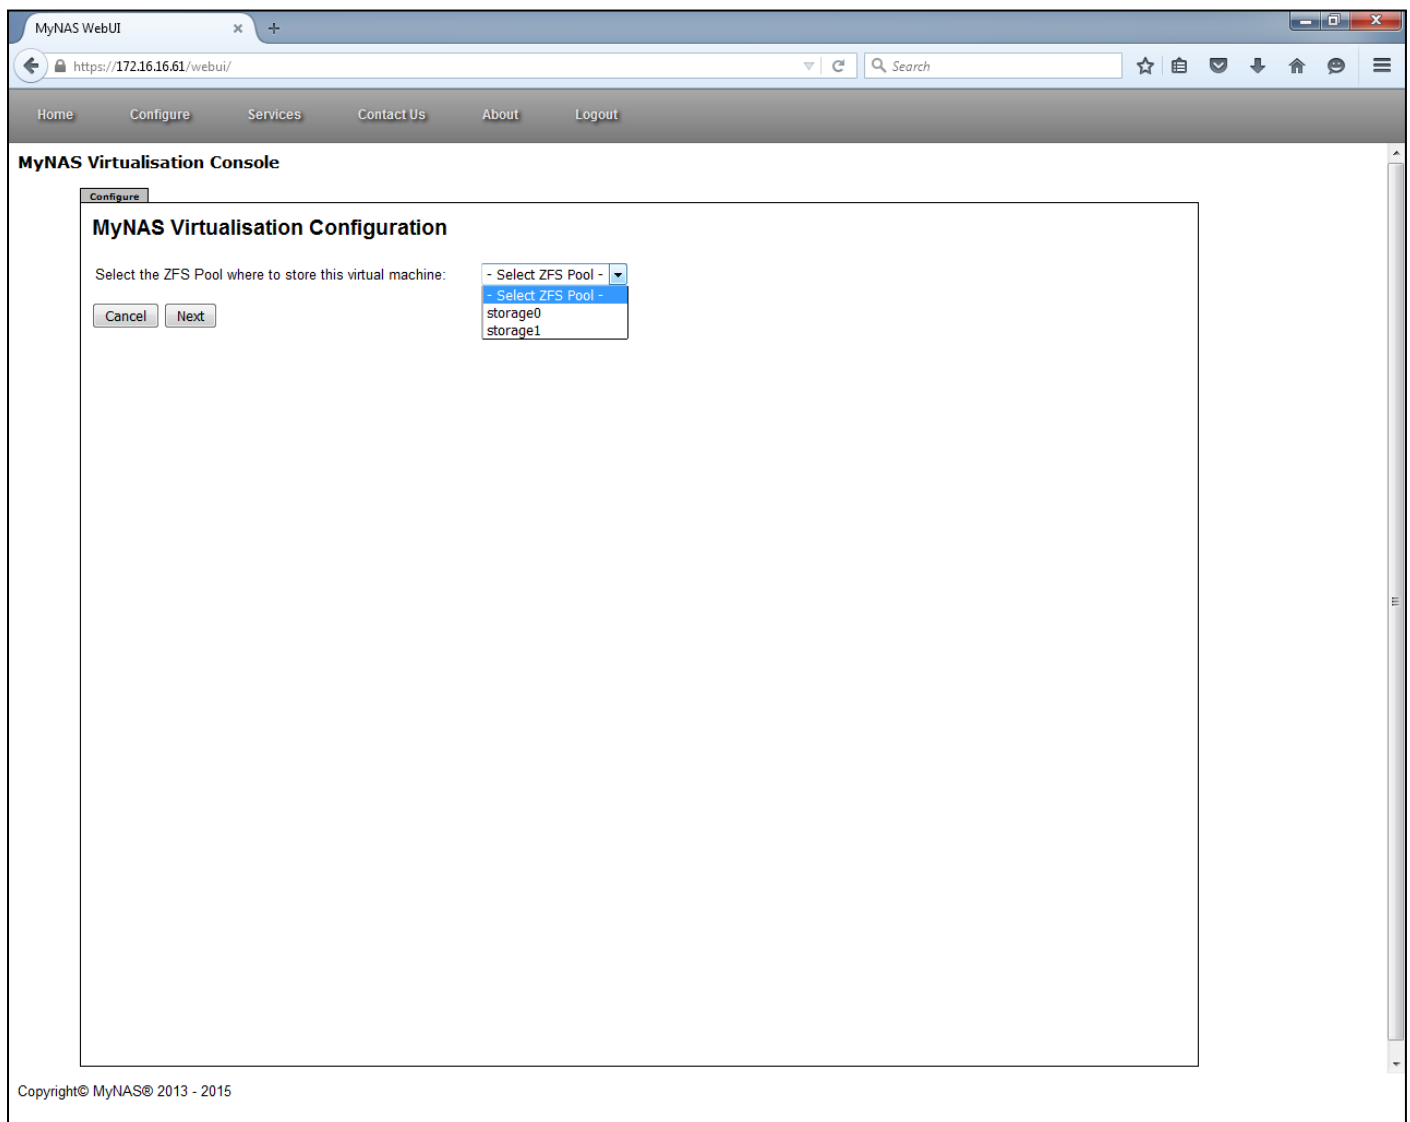 MyNAS WebUI
https://172.16.16.61/webui/
Search
Home Configure Services Contact Us About Logout
MyNAS Virtualisation Console
Configure
MyNAS Virtualisation Configuration
Select the ZFS Pool where to store this virtual machine: - Select ZFS Pool -
- Select ZFS Pool -
storage0
storage1
Cancel Next
Copyright© MyNAS® 2013 - 2015